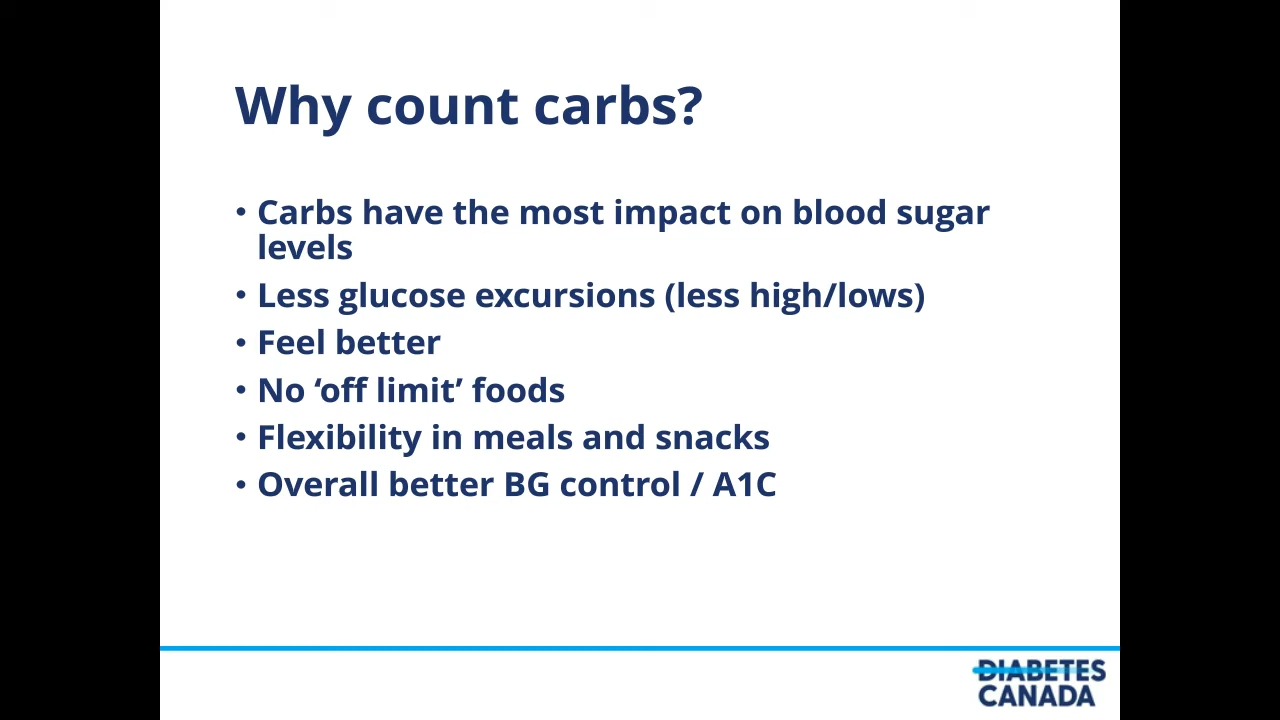 Why count carbs?
• Carbs have the most impact on blood sugar
levels
• Less glucose excursions (less high/lows)
• Feel better
• No ‘off limit’ foods
• Flexibility in meals and snacks
• Overall better BG control / A1C
DIABETES
CANADA